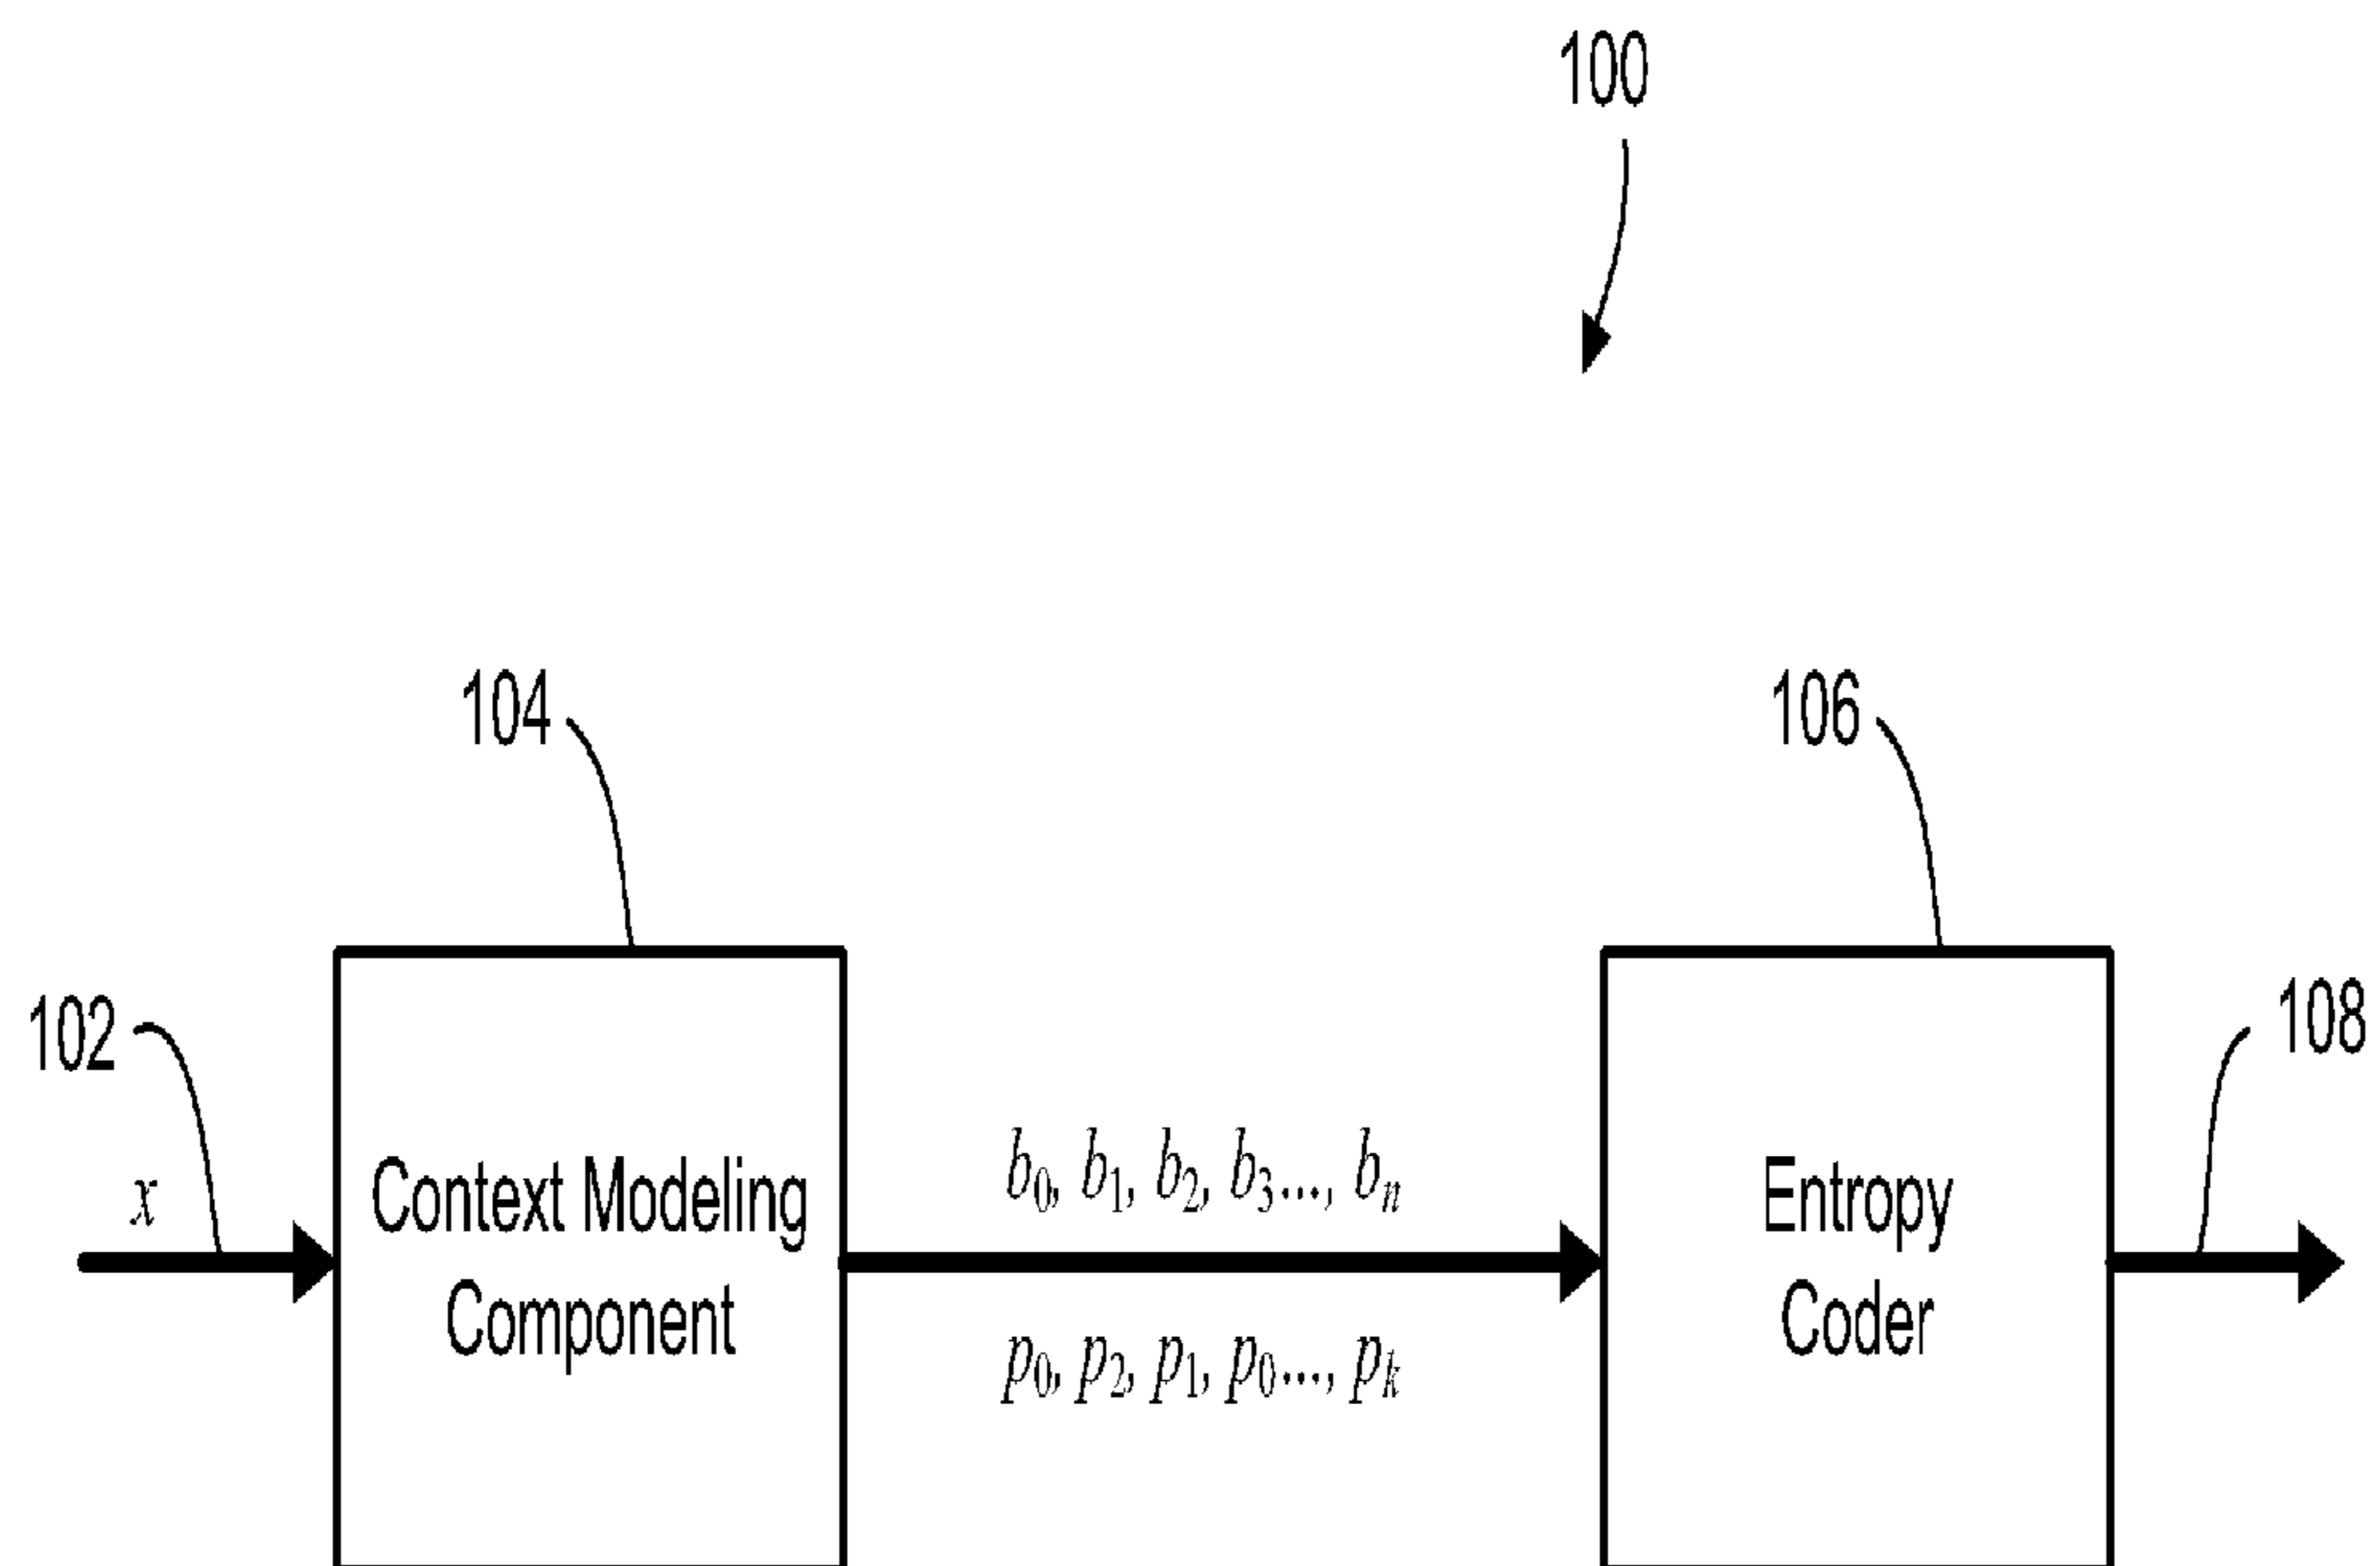 100
104
106
102
108
x
Context Modeling
Component
b₀, b₁, b₂, b₃..., bₙ
p₀, p₂, p₁, p₀..., pₖ
Entropy
Coder